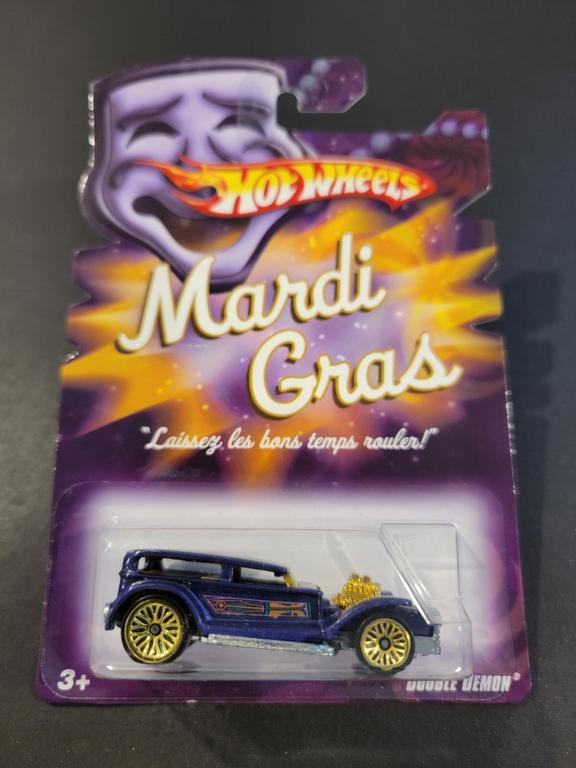 HOT WHEELS
Mardi
Gras
"Laissez les bons temps rouler!"
3+
DOUBLE DEMON®